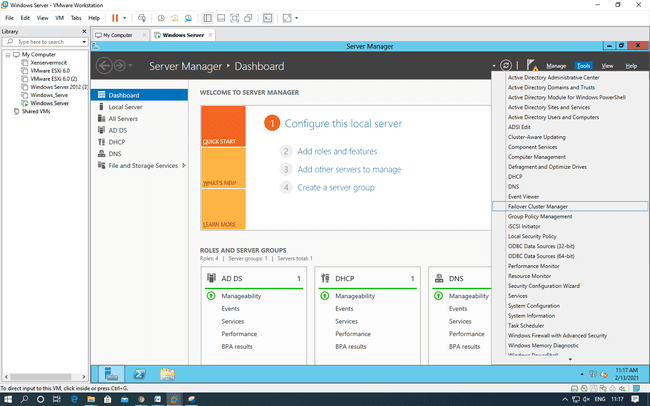 Windows Server - VMware Workstation
File Edit View VM Tabs Help
Library
Type here to search
My Computer
Xenservermscit
VMware ESXi 6.0
VMware ESXi 6.0 (2)
Windows Server 2012 (3)
Windows_Serve
Windows Server
Shared VMs
My Computer
Windows Server
Server Manager
Server Manager • Dashboard
Manage Tools View Help
Dashboard
Local Server
All Servers
AD DS
DHCP
DNS
File and Storage Services
WELCOME TO SERVER MANAGER
QUICK START
WHAT'S NEW
LEARN MORE
1 Configure this local server
2 Add roles and features
3 Add other servers to manage
4 Create a server group
ROLES AND SERVER GROUPS
Roles: 4 | Server groups: 1 | Servers total: 1
AD DS 1
Manageability
Events
Services
Performance
BPA results
DHCP 1
Manageability
Events
Services
Performance
BPA results
DNS
Manageability
Events
Services
Performance
BPA results
Active Directory Administrative Center
Active Directory Domains and Trusts
Active Directory Module for Windows PowerShell
Active Directory Sites and Services
Active Directory Users and Computers
ADSI Edit
Cluster-Aware Updating
Component Services
Computer Management
Defragment and Optimize Drives
DHCP
DNS
Event Viewer
Failover Cluster Manager
Group Policy Management
iSCSI Initiator
Local Security Policy
ODBC Data Sources (32-bit)
ODBC Data Sources (64-bit)
Performance Monitor
Resource Monitor
Security Configuration Wizard
Services
System Configuration
System Information
Task Scheduler
Windows Firewall with Advanced Security
Windows Memory Diagnostic
Windows PowerShell
11:17 AM
2/13/2021
To direct input to this VM, click inside or press Ctrl+G.
ENG 11:17